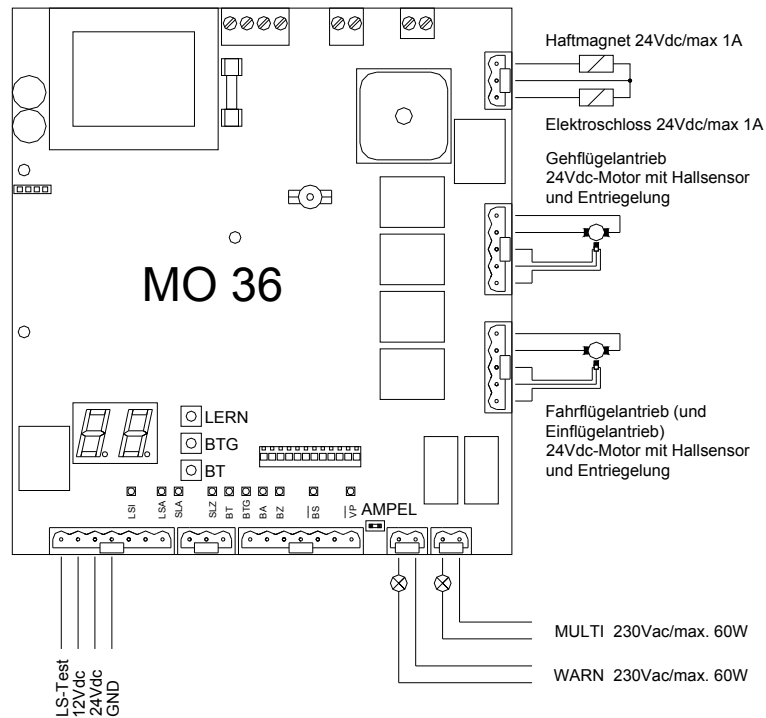 Haftmagnet 24Vdc/max 1A
Elektroschloss 24Vdc/max 1A
Gehflügelantrieb
24Vdc-Motor mit Hallsensor
und Entriegelung
MO 36
Fahrflügelantrieb (und
Einflügelantrieb)
24Vdc-Motor mit Hallsensor
und Entriegelung
8.8.
LERN
BTG
BT
LSI
LSA
SLA
SLZ
BT
BTG
BA
BZ
BS
VP
AMPEL
MULTI 230Vac/max. 60W
WARN 230Vac/max. 60W
LS-Test
12Vdc
24Vdc
GND